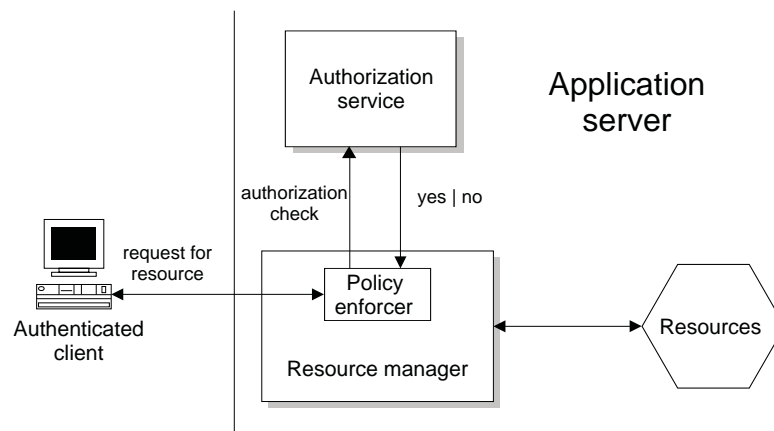 Authorization
service
Application
server
authorization
check
yes | no
request for
resource
Policy
enforcer
Authenticated
client
Resource manager
Resources